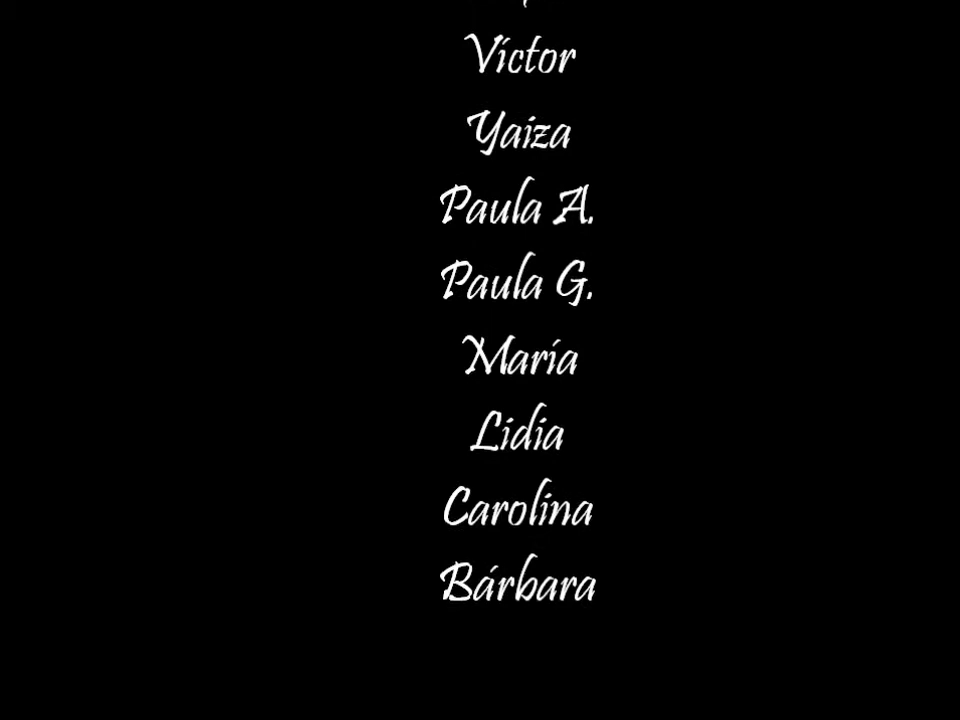 Víctor
Yaiza
Paula A.
Paula G.
María
Lidia
Carolina
Bárbara